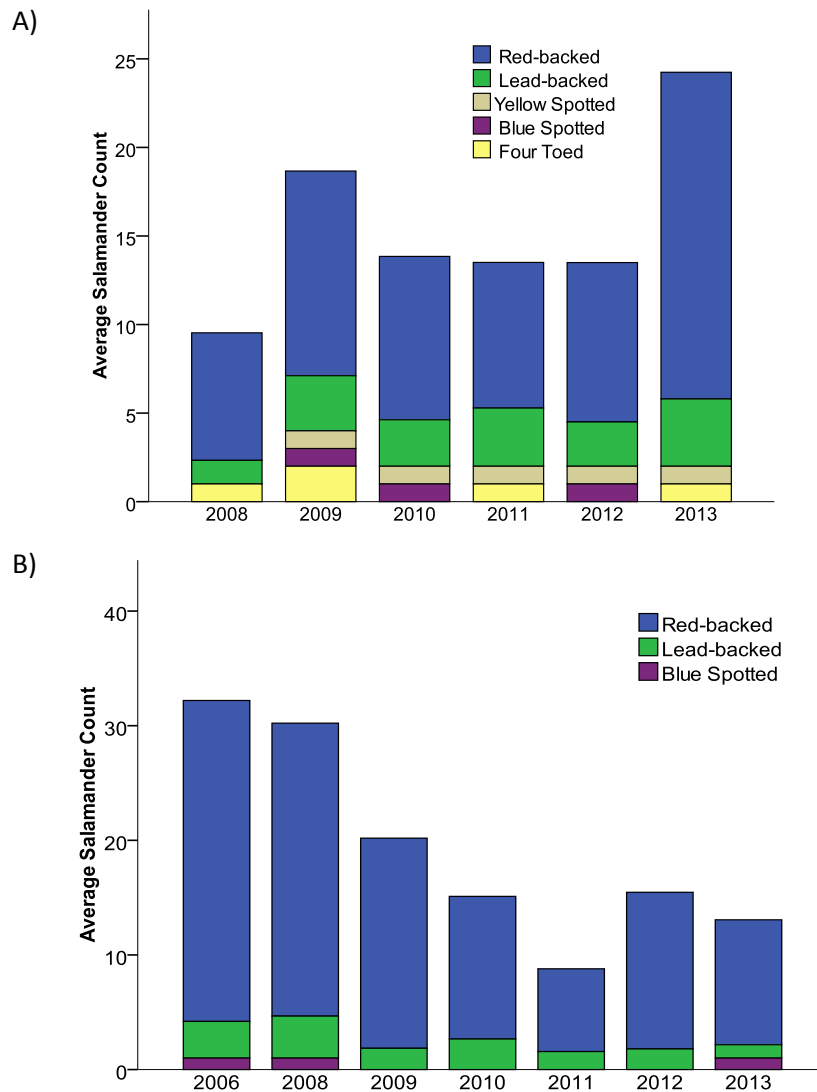 A)
Average Salamander Count
25
20
15
10
5
0
Red-backed
Lead-backed
Yellow Spotted
Blue Spotted
Four Toed
2008 2009 2010 2011 2012 2013
B)
Average Salamander Count
40
30
20
10
0
Red-backed
Lead-backed
Blue Spotted
2006 2008 2009 2010 2011 2012 2013